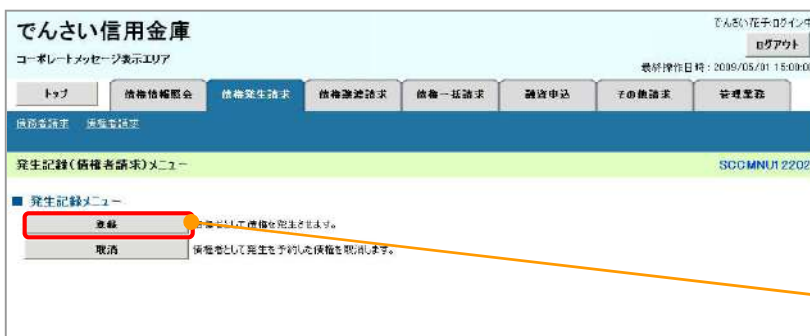 でんさい信用金庫
でんさい花子ログイン中
ログアウト
コーポレートメッセージ表示エリア
最終操作日時：2009/05/01 15:00:00
トップ 債権情報照会 債権発生請求 債権譲渡請求 債権一括請求 融資申込 その他請求 管理業務
債務者請求 債権者請求
発生記録（債権者請求）メニュー SCCMNU12202
■ 発生記録メニュー
登録 債権者として債権を発生させます。
取消 債権者として発生を予約した債権を取消します。